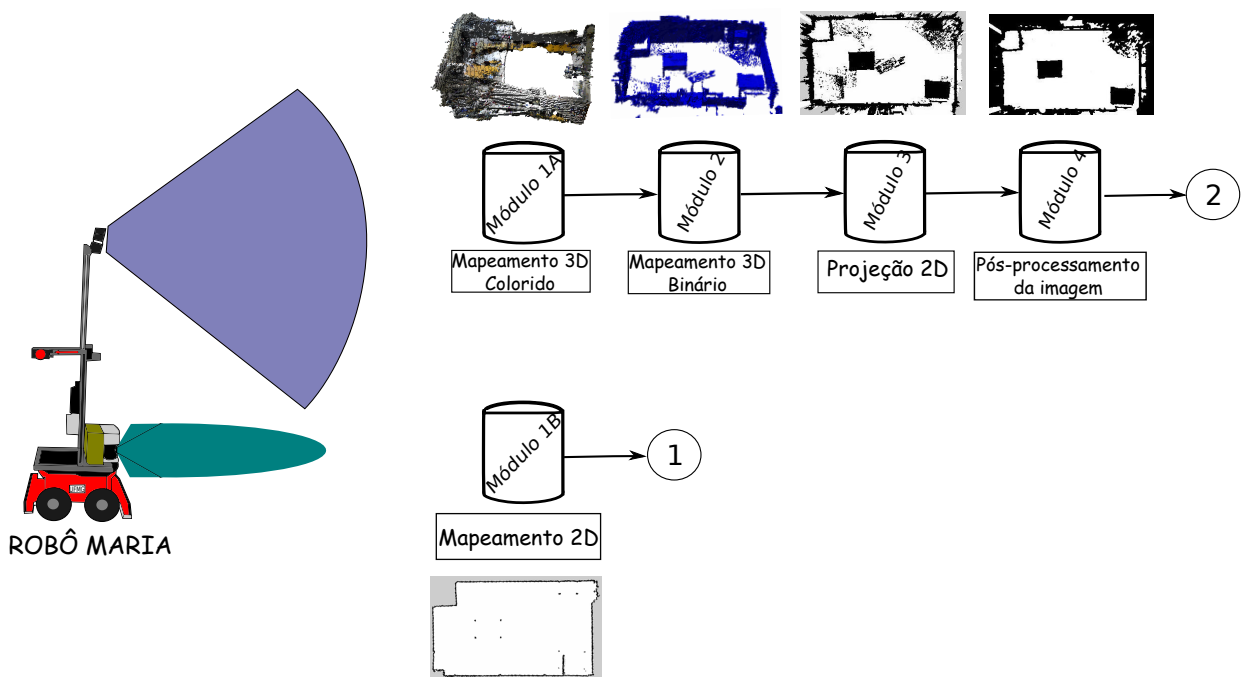 Módulo 1A
Módulo 2
Módulo 3
Módulo 4
2
Mapeamento 3D
Colorido
Mapeamento 3D
Binário
Projeção 2D
Pós-processamento
da imagem
Módulo 1B
1
Mapeamento 2D
ROBÔ MARIA